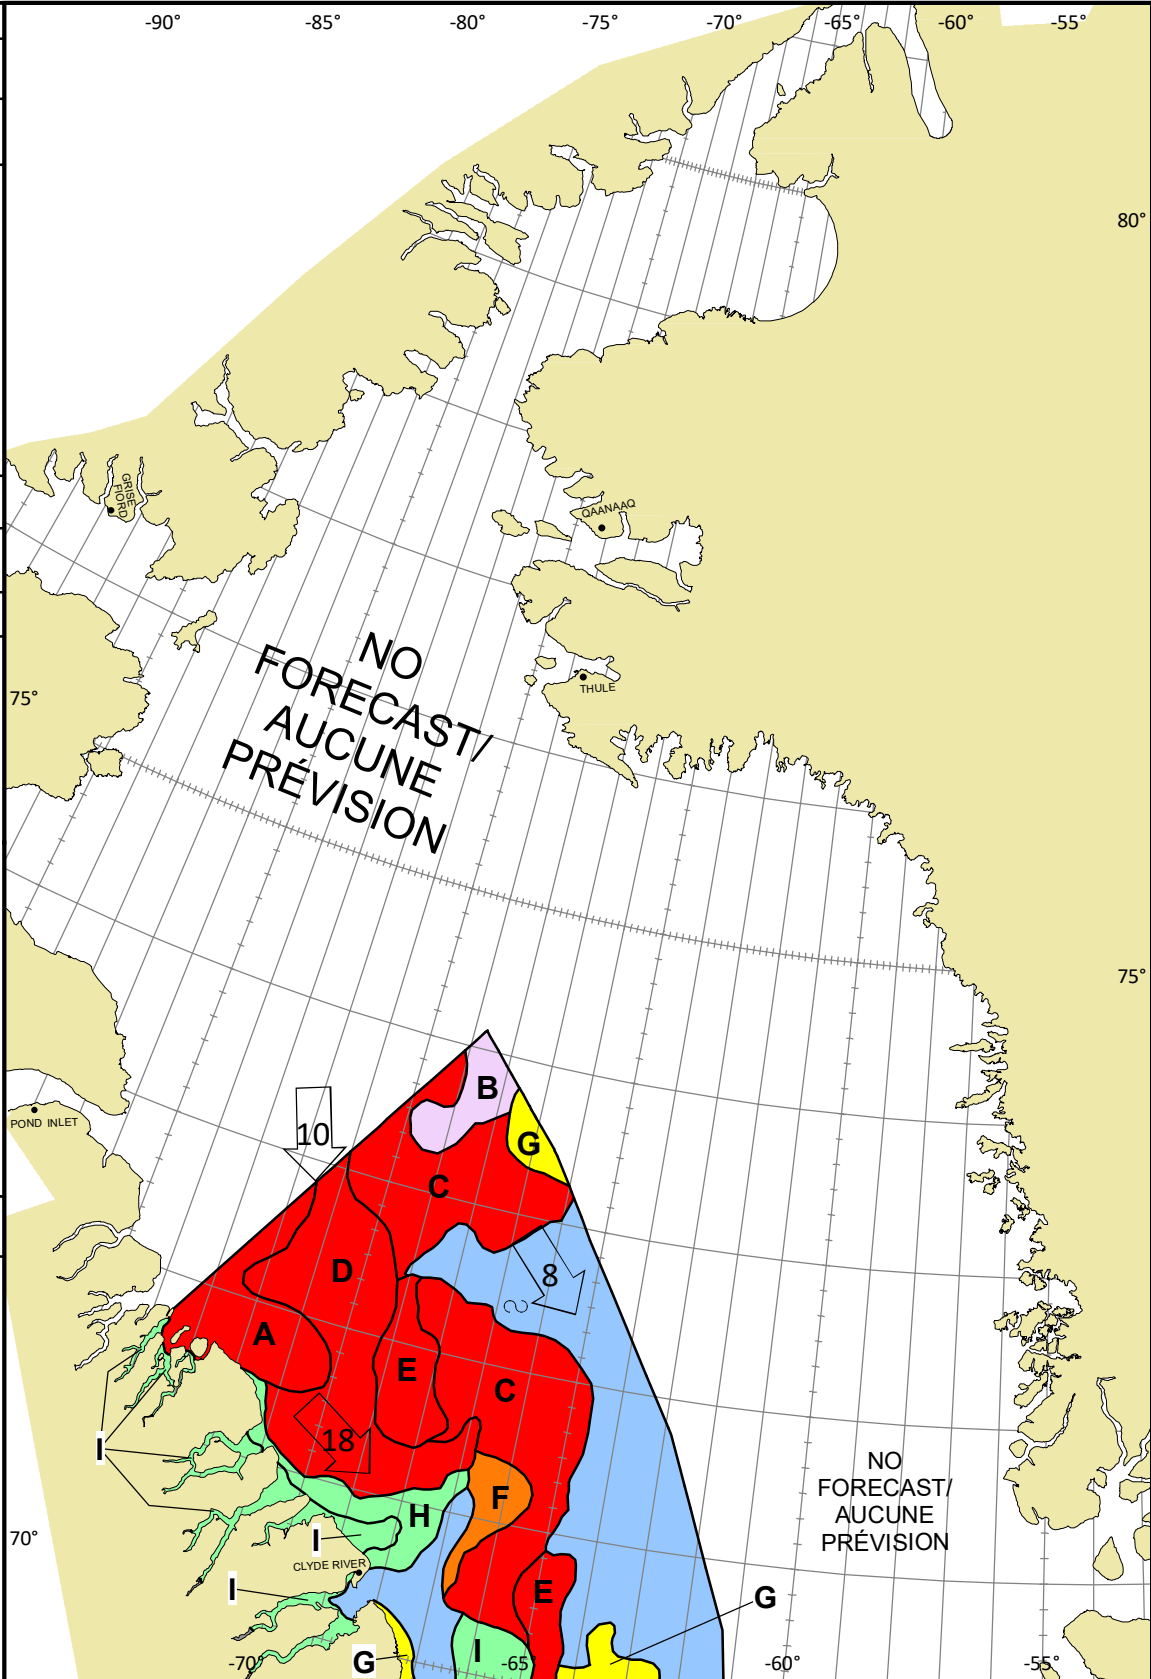 -90°
-85°
-80°
-75°
-70°
-65°
-60°
-55°
80°
GRISE
FIORD
QAANAAQ
NO
FORECAST/
AUCUNE
PRÉVISION
THULE
75°
75°
POND INLET
B
10
G
C
D
8
A
E
C
18
I
F
H
NO
FORECAST/
AUCUNE
PRÉVISION
70°
I
CLYDE RIVER
I
E
G
I
G
-70°
-65°
-60°
-55°